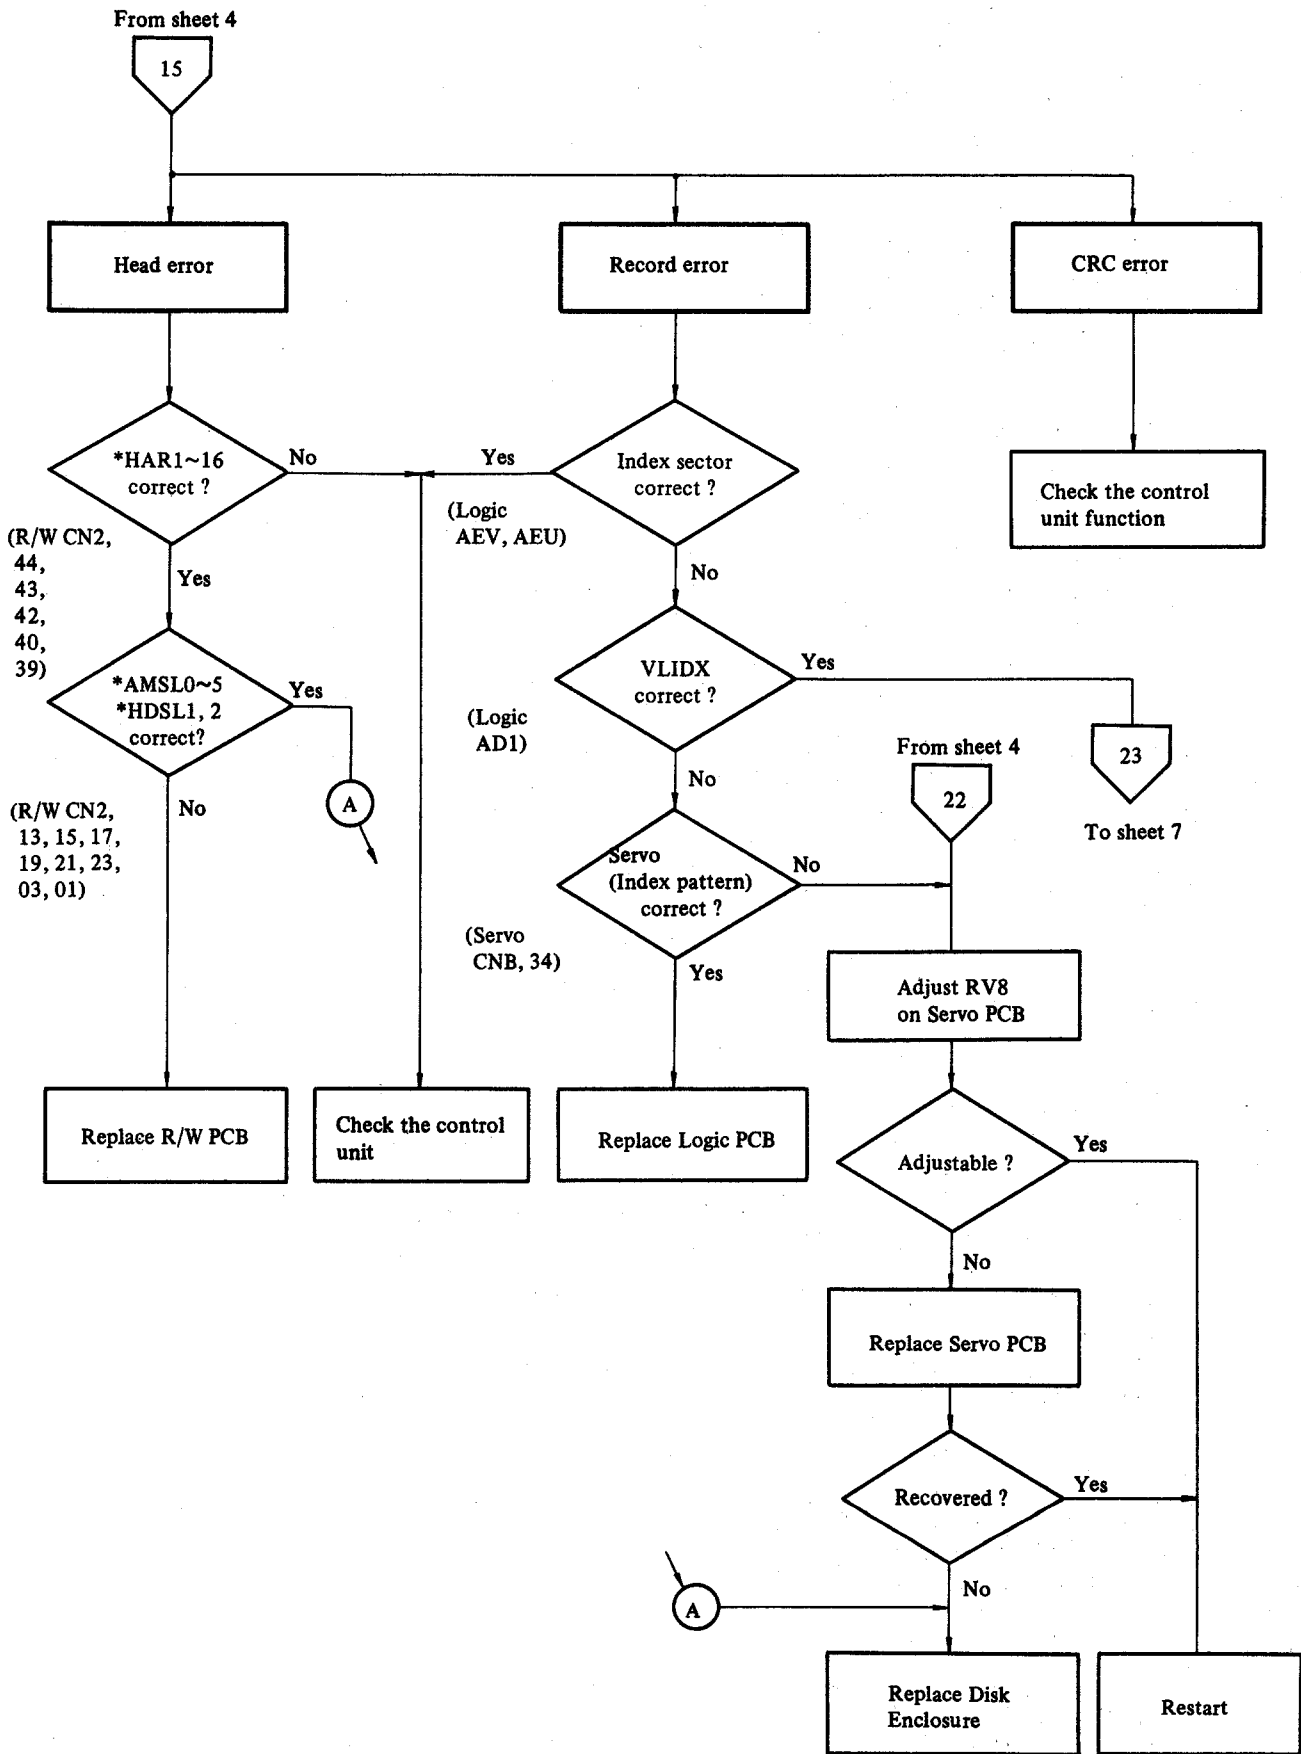 From sheet 4
15
Head error
Record error
CRC error
*HAR1~16
correct ?
No
Yes
Index sector
correct ?
Check the control
unit function
(R/W CN2,
44,
43,
42,
40,
39)
Yes
(Logic
AEV, AEU)
No
*AMSL0~5
*HDSL1, 2
correct?
Yes
VLIDX
correct ?
Yes
(Logic
AD1)
No
From sheet 4
22
23
To sheet 7
A
(R/W CN2,
13, 15, 17,
19, 21, 23,
03, 01)
No
Servo
(Index pattern)
correct ?
No
(Servo
CNB, 34)
Yes
Adjust RV8
on Servo PCB
Replace R/W PCB
Check the control
unit
Replace Logic PCB
Adjustable ?
Yes
No
Replace Servo PCB
Recovered ?
Yes
No
A
Replace Disk
Enclosure
Restart